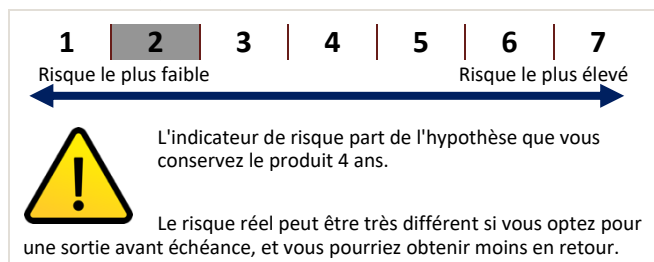 1 2 3 4 5 6 7
Risque le plus faible Risque le plus élevé
L'indicateur de risque part de l'hypothèse que vous
conservez le produit 4 ans.
Le risque réel peut être très différent si vous optez pour
une sortie avant échéance, et vous pourriez obtenir moins en retour.